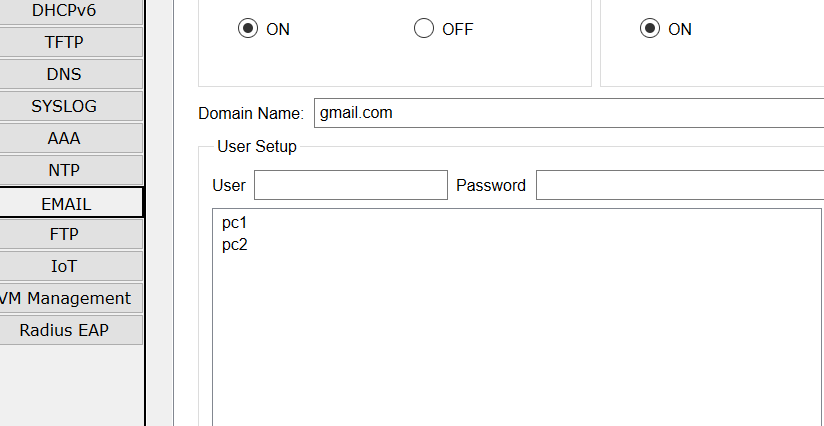 DHCPv6
TFTP
DNS
SYSLOG
AAA
NTP
EMAIL
FTP
IoT
VM Management
Radius EAP
ON OFF
ON
Domain Name: gmail.com
User Setup
User Password
pc1
pc2